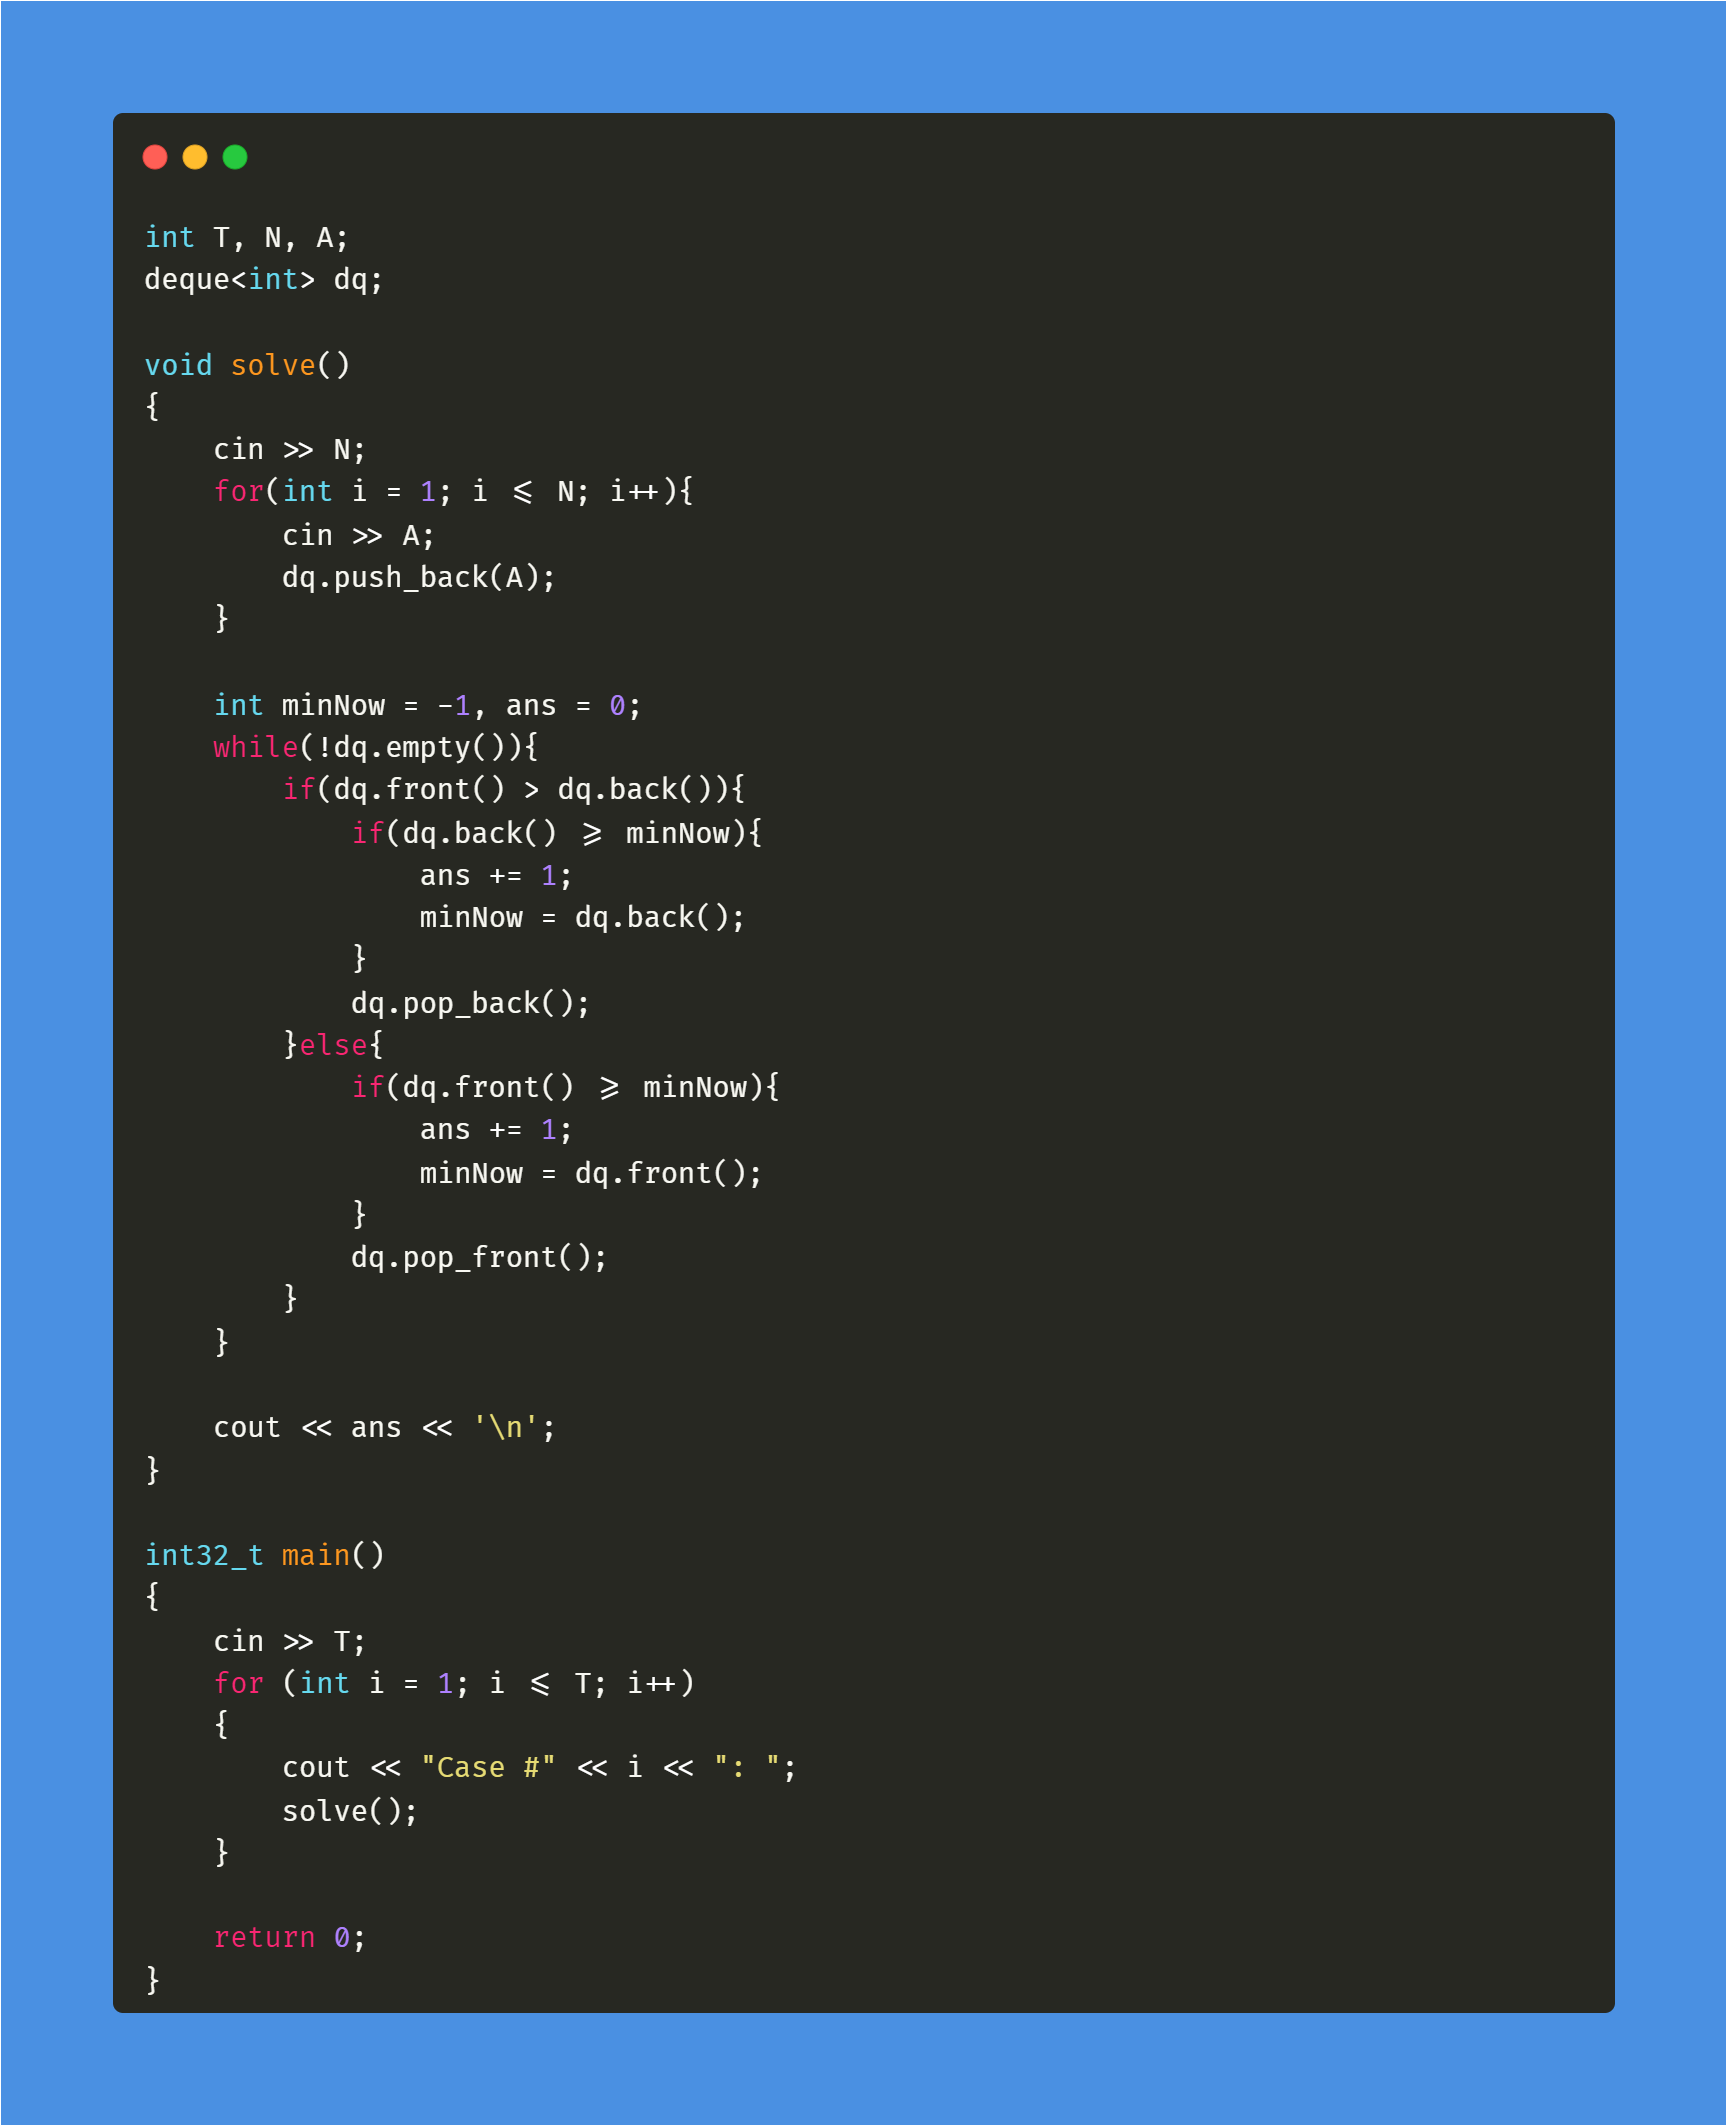 int T, N, A;
deque<int> dq;

void solve()
{
    cin >> N;
    for(int i = 1; i <= N; i++){
        cin >> A;
        dq.push_back(A);
    }

    int minNow = -1, ans = 0;
    while(!dq.empty()){
        if(dq.front() > dq.back()){
            if(dq.back() >= minNow){
                ans += 1;
                minNow = dq.back();
            }
            dq.pop_back();
        }else{
            if(dq.front() >= minNow){
                ans += 1;
                minNow = dq.front();
            }
            dq.pop_front();
        }
    }

    cout << ans << '\n';
}

int32_t main()
{
    cin >> T;
    for (int i = 1; i <= T; i++)
    {
        cout << "Case #" << i << ": ";
        solve();
    }

    return 0;
}